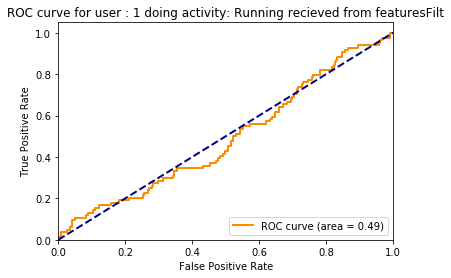 ROC curve for user : 1 doing activity: Running recieved from featuresFilt
1.0
0.8
0.6
0.4
0.2
0.0
True Positive Rate
0.0 0.2 0.4 0.6 0.8 1.0
False Positive Rate
ROC curve (area = 0.49)